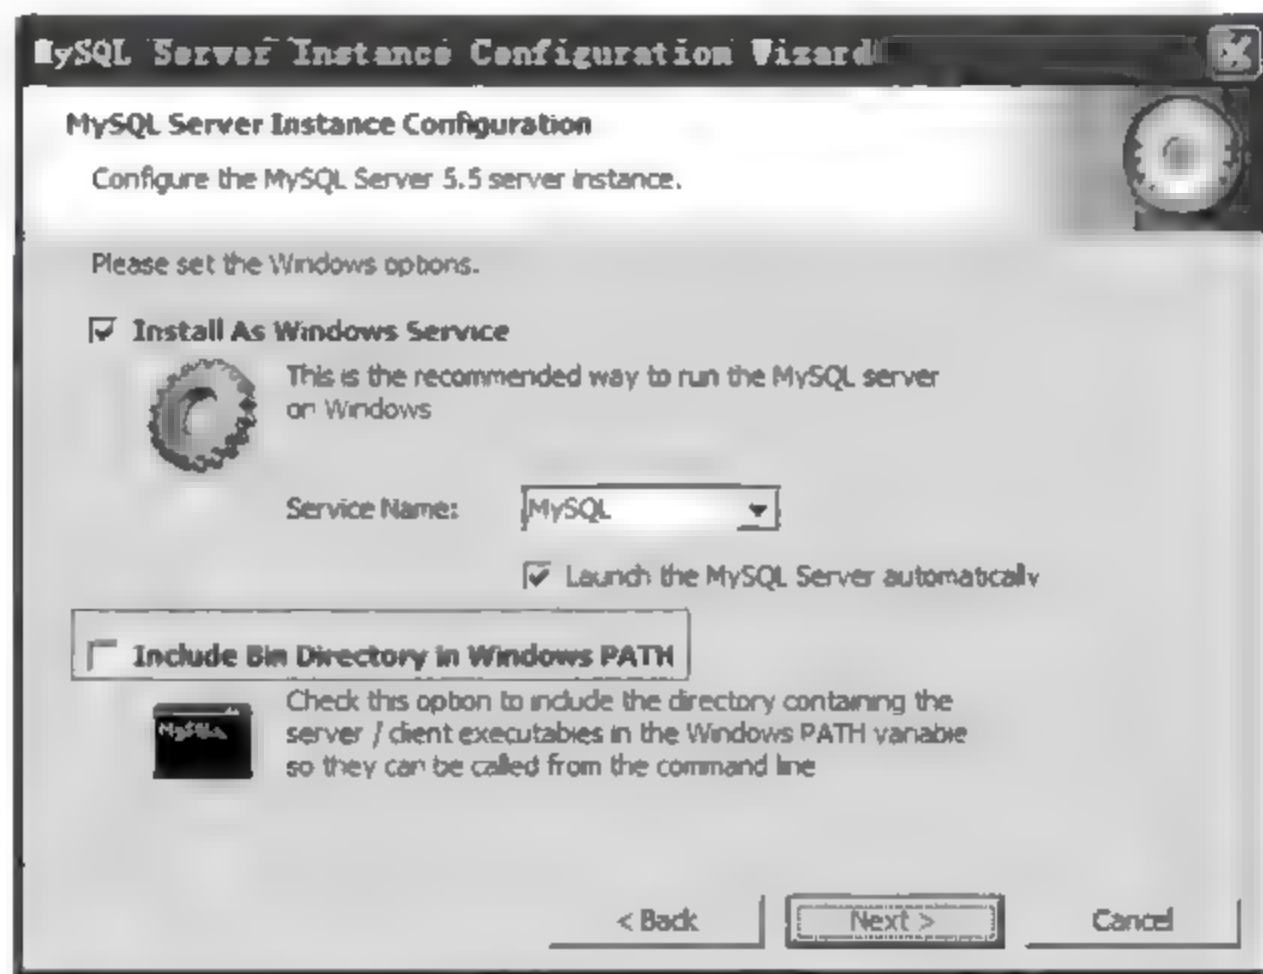 MySQL Server Instance Configuration Wizard
MySQL Server Instance Configuration
Configure the MySQL Server 5.5 server instance.
Please set the Windows options.
Install As Windows Service
This is the recommended way to run the MySQL server
on Windows
Service Name:
MySQL
Launch the MySQL Server automatically
Include Bin Directory in Windows PATH
Check this option to include the directory containing the
server / client executables in the Windows PATH variable
so they can be called from the command line
MySQL
< Back
Next >
Cancel